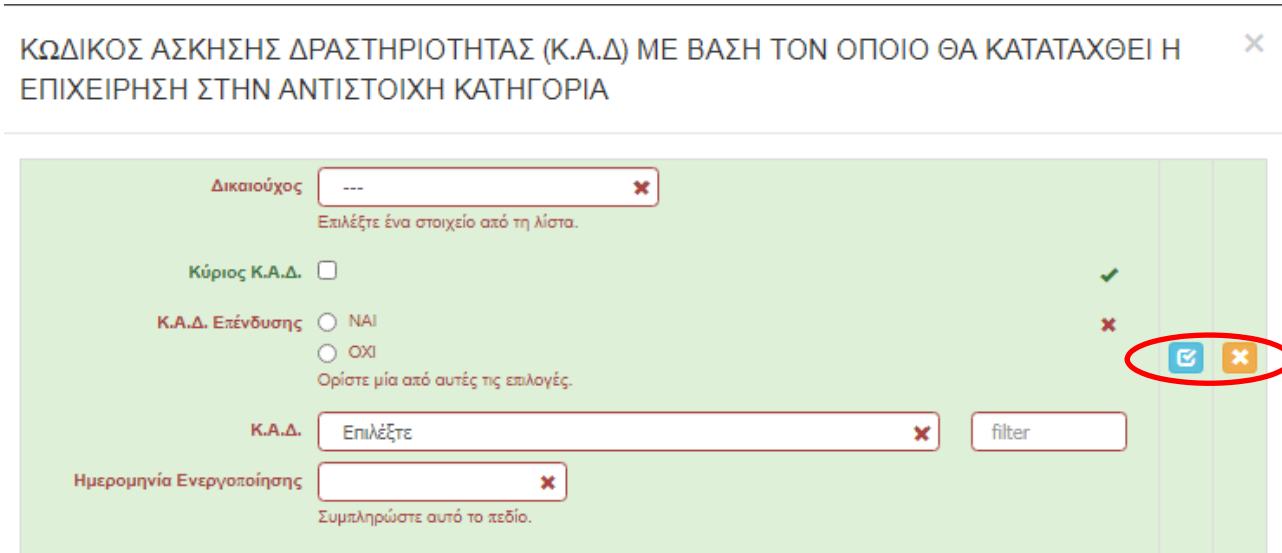 ΚΩΔΙΚΟΣ ΑΣΚΗΣΗΣ ΔΡΑΣΤΗΡΙΟΤΗΤΑΣ (Κ.Α.Δ) ΜΕ ΒΑΣΗ ΤΟΝ ΟΠΟΙΟ ΘΑ ΚΑΤΑΤΑΧΘΕΙ Η
ΕΠΙΧΕΙΡΗΣΗ ΣΤΗΝ ΑΝΤΙΣΤΟΙΧΗ ΚΑΤΗΓΟΡΙΑ
Δικαιούχος ---
Επιλέξτε ένα στοιχείο από τη λίστα.
Κύριος Κ.Α.Δ.
Κ.Α.Δ. Επένδυσης ΝΑΙ
ΟΧΙ
Ορίστε μία από αυτές τις επιλογές.
Κ.Α.Δ. Επιλέξτε filter
Ημερομηνία Ενεργοποίησης
Συμπληρώστε αυτό το πεδίο.